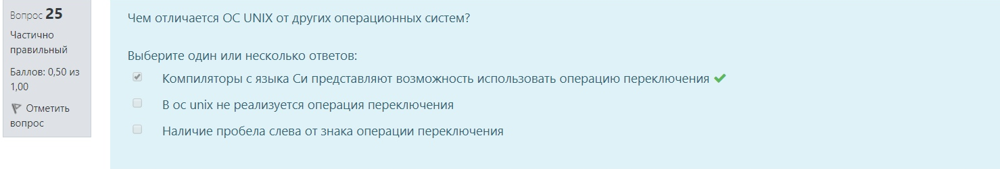 Вопрос 25
Частично
правильный
Баллов: 0,50 из
1,00
Отметить
вопрос
Чем отличается ОС UNIX от других операционных систем?
Выберите один или несколько ответов:
Компиляторы с языка Си представляют возможность использовать операцию переключения
В ос unix не реализуется операция переключения
Наличие пробела слева от знака операции переключения